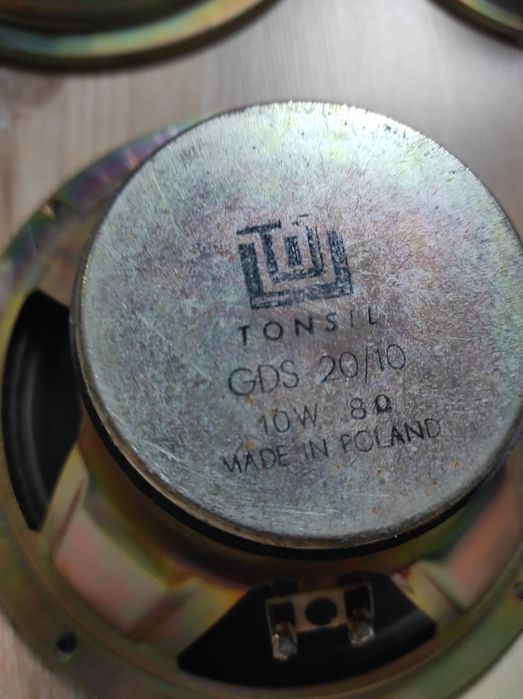 TONSIL
GDS 20/10
10W 8Ω
MADE IN POLAND